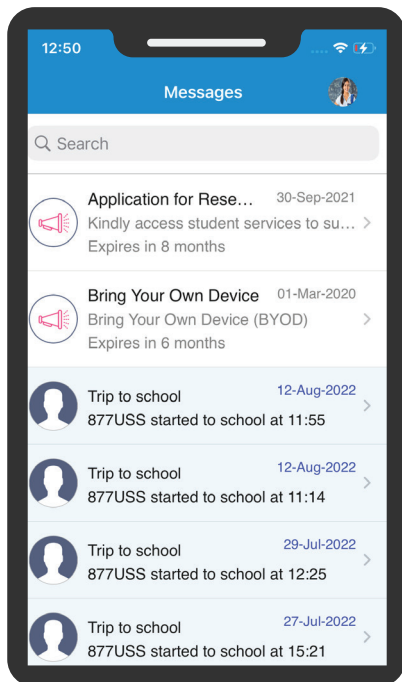 12:50
Messages
Search
Application for Rese... 30-Sep-2021
Kindly access student services to su...
Expires in 8 months
Bring Your Own Device 01-Mar-2020
Bring Your Own Device (BYOD)
Expires in 6 months
Trip to school 12-Aug-2022
877USS started to school at 11:55
Trip to school 12-Aug-2022
877USS started to school at 11:14
Trip to school 29-Jul-2022
877USS started to school at 12:25
Trip to school 27-Jul-2022
877USS started to school at 15:21